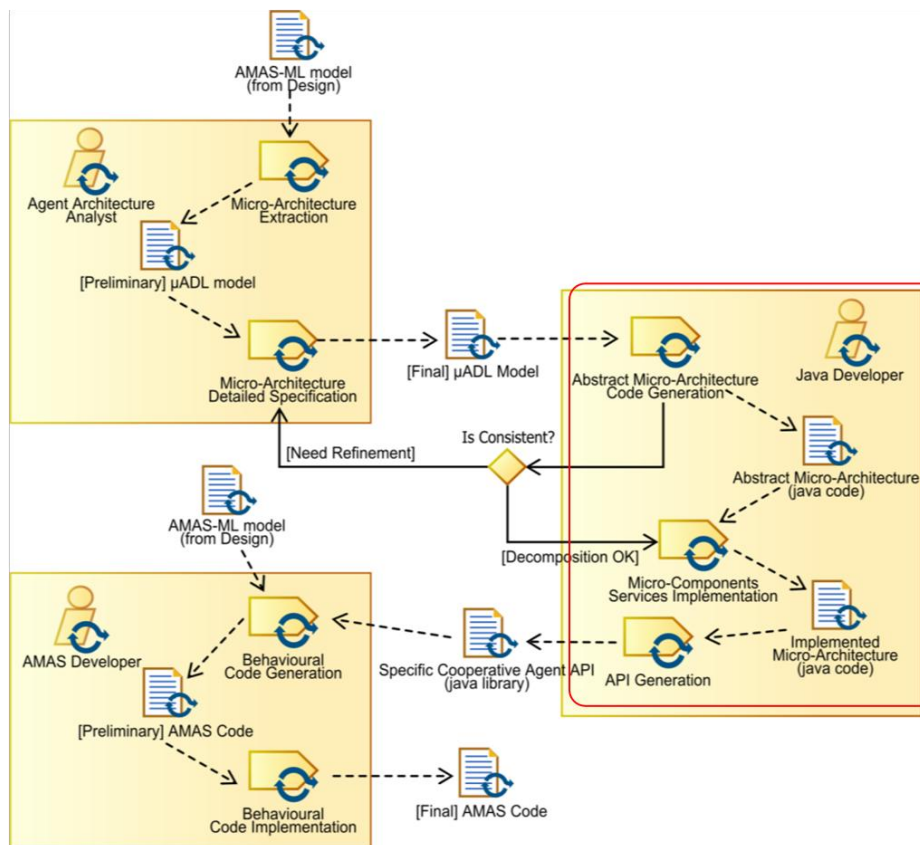 AMAS-ML model
(from Design)
Agent Architecture
Analyst
Micro-Architecture
Extraction
[Preliminary] µADL model
Micro-Architecture
Detailed Specification
[Final] µADL Model
Abstract Micro-Architecture
Code Generation
Java Developer
Is Consistent?
[Need Refinement]
Abstract Micro-Architecture
(java code)
AMAS-ML model
(from Design)
[Decomposition OK]
Micro-Components
Services Implementation
AMAS Developer
Behavioural
Code Generation
Specific Cooperative Agent API
(java library)
API Generation
Implemented
Micro-Architecture
(java code)
[Preliminary] AMAS Code
Behavioural
Code Implementation
[Final] AMAS Code